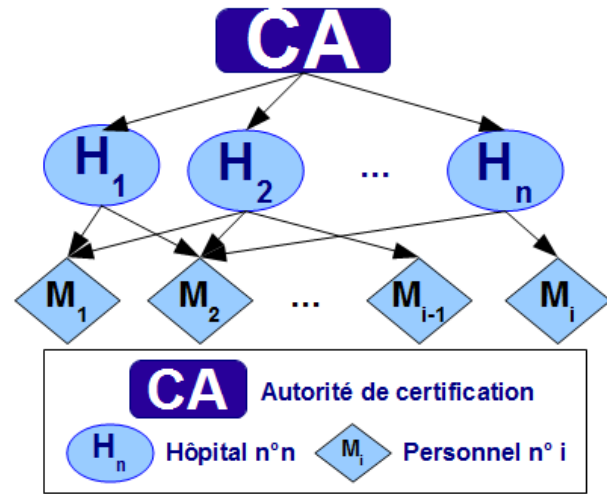 CA
H1 H2 ... Hn
M1 M2 ... Mi-1 Mi
CA Autorité de certification
Hn Hôpital n°n Mi Personnel n° i